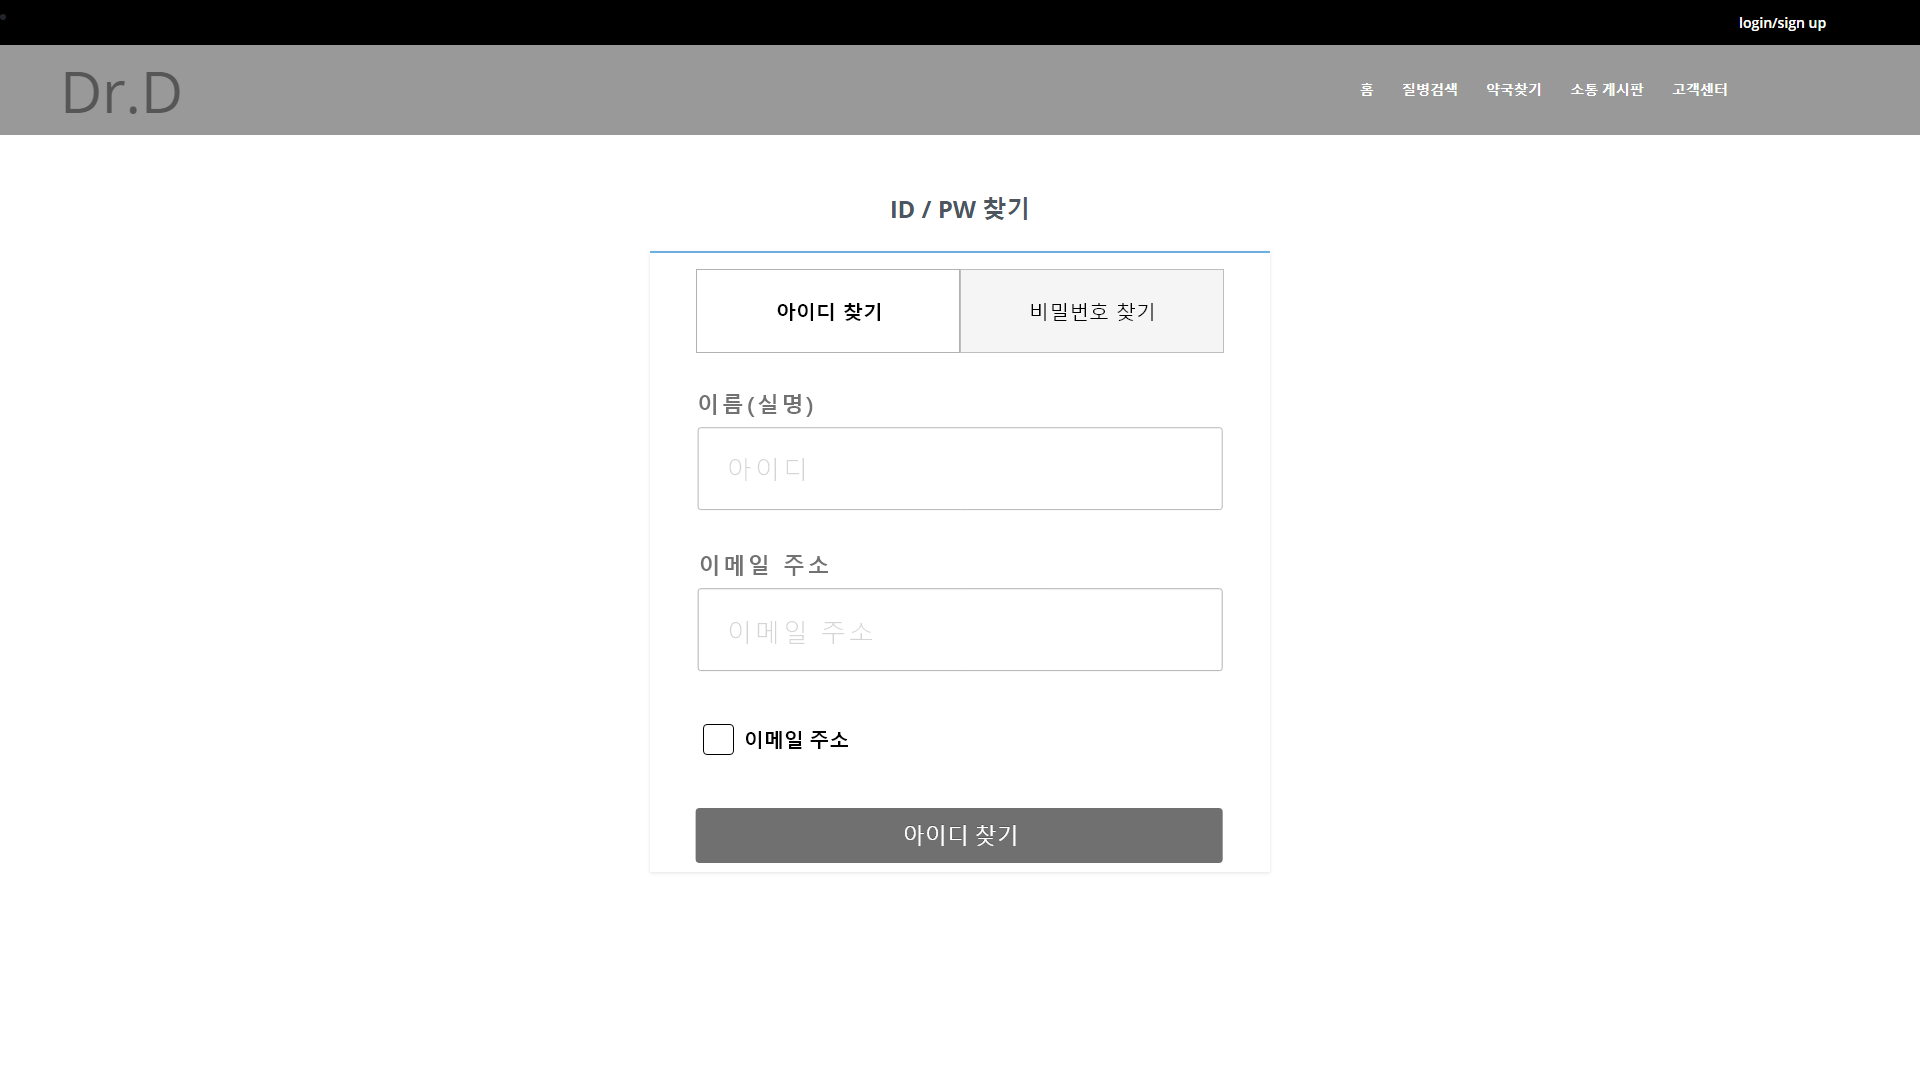 login/sign up
Dr.D
홈 질병검색 약국찾기 소통 게시판 고객센터
ID / PW 찾기
아이디 찾기 비밀번호 찾기
이름(실명)
아이디
이메일 주소
이메일 주소
이메일 주소
아이디 찾기